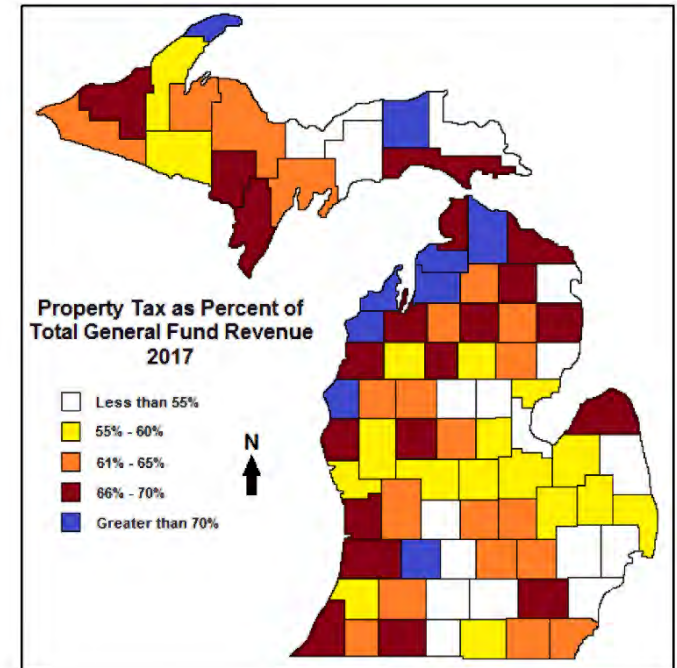 Property Tax as Percent of
Total General Fund Revenue
2017
Less than 55%
55% - 60%
61% - 65%
66% - 70%
Greater than 70%
N